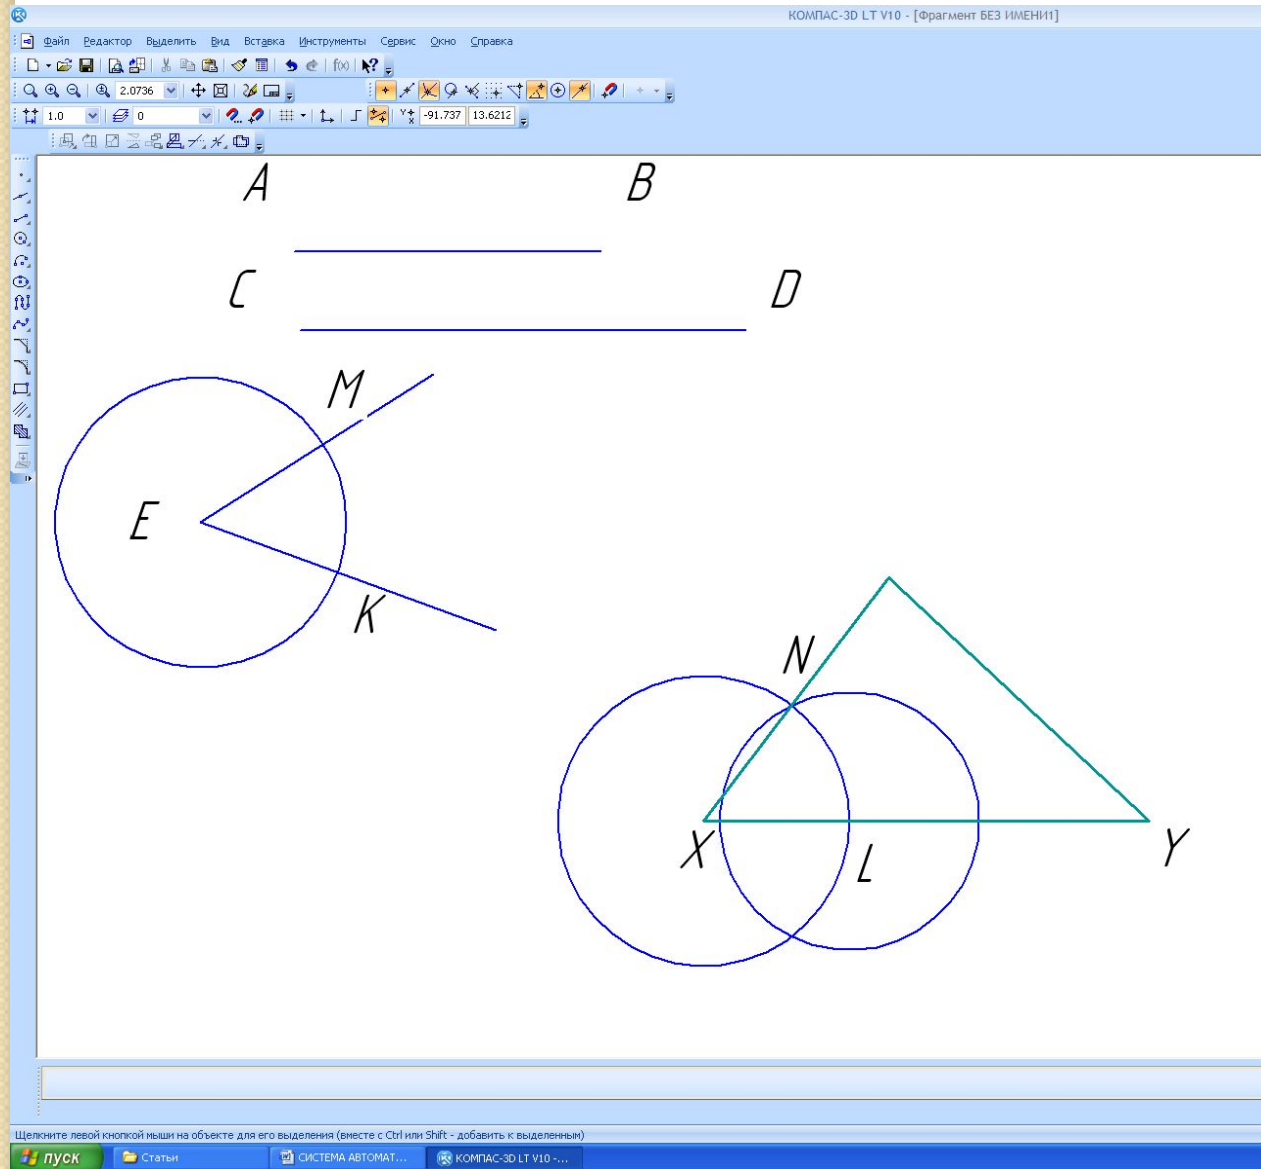 КОМПАС-3D LT V10 - [Фрагмент БЕЗ ИМЕНИ1]
Файл Редактор Выделить Вид Вставка Инструменты Сервис Окно Справка
f(x)
2.0736
1.0 0 Y X -91.737 13.6212
A B
C D
M
E
K
N
X L Y
Щелкните левой кнопкой мыши на объекте для его выделения (вместе с Ctrl или Shift - добавить к выделенным)
пуск Статьи СИСТЕМА АВТОМАТ... КОМПАС-3D LT V10 -...